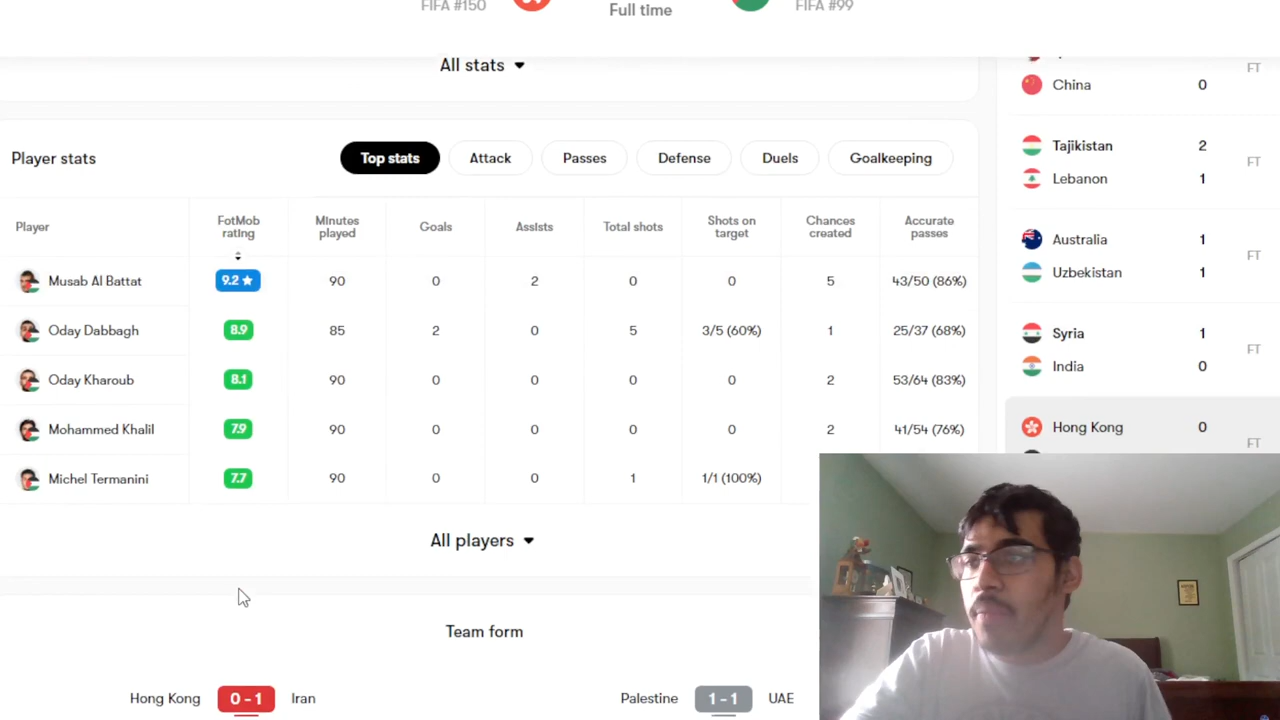 FIFA #150
Full time
FIFA #99
All stats
Player stats
Top stats
Attack
Passes
Defense
Duels
Goalkeeping
Player
FotMob rating
Minutes played
Goals
Assists
Total shots
Shots on target
Chances created
Accurate passes
Musab Al Battat 9.2 ★ 90 0 2 0 0 5 43/50 (86%)
Oday Dabbagh 8.9 85 2 0 5 3/5 (60%) 1 25/37 (68%)
Oday Kharoub 8.1 90 0 0 0 0 2 53/64 (83%)
Mohammed Khalil 7.9 90 0 0 0 0 2 41/54 (76%)
Michel Termanini 7.7 90 0 0 1 1/1 (100%)
All players
Team form
Hong Kong 0 - 1 Iran
Palestine 1 - 1 UAE
FT
China 0
Tajikistan 2
FT
Lebanon 1
Australia 1
FT
Uzbekistan 1
Syria 1
FT
India 0
Hong Kong 0
FT